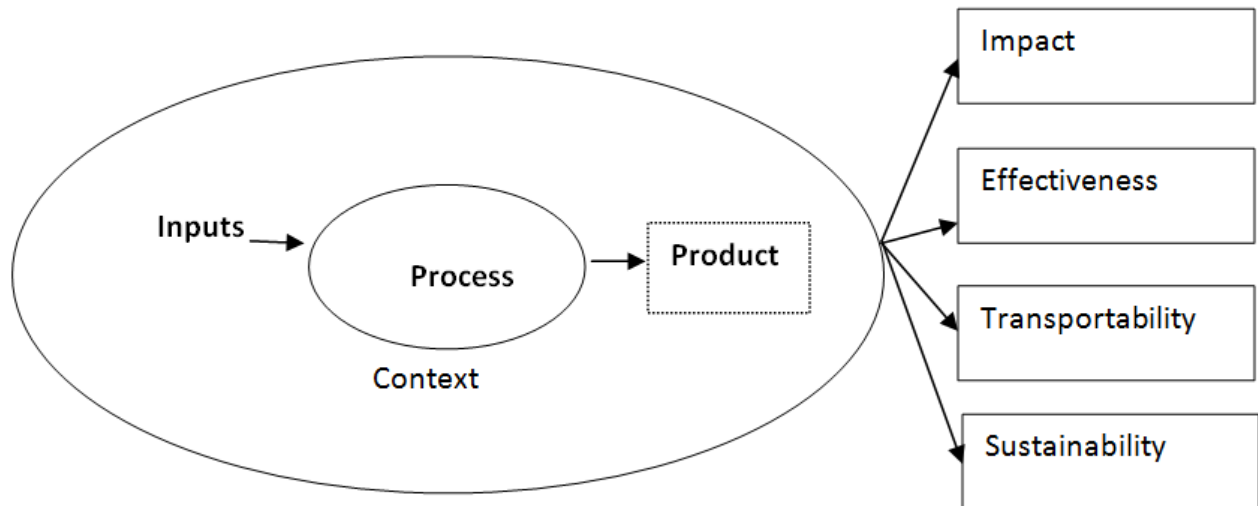 Impact
Effectiveness
Inputs
Process
Product
Context
Transportability
Sustainability